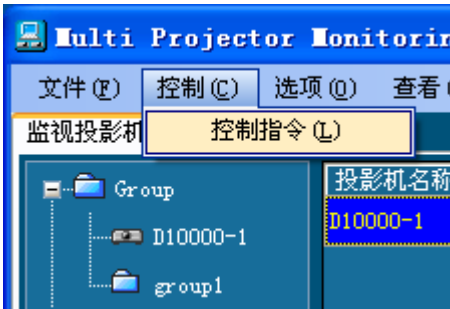 Multi Projector Monitorin
文件(F) 控制(C) 选项(O) 查看(
控制指令(L)
监视投影机
Group
投影机名称
D10000-1
D10000-1
group1